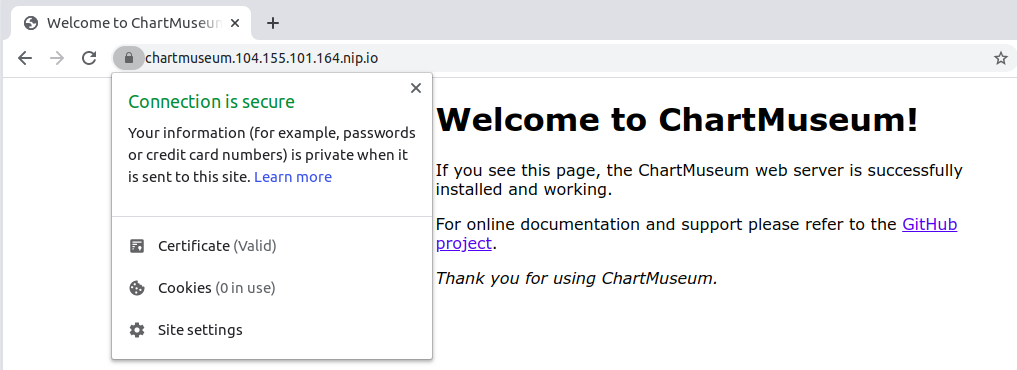 Welcome to ChartMuseum
chartmuseum.104.155.101.164.nip.io
Connection is secure
Your information (for example, passwords
or credit card numbers) is private when it
is sent to this site. Learn more
Certificate (Valid)
Cookies (0 in use)
Site settings
Welcome to ChartMuseum!
If you see this page, the ChartMuseum web server is successfully
installed and working.
For online documentation and support please refer to the GitHub
project.
Thank you for using ChartMuseum.